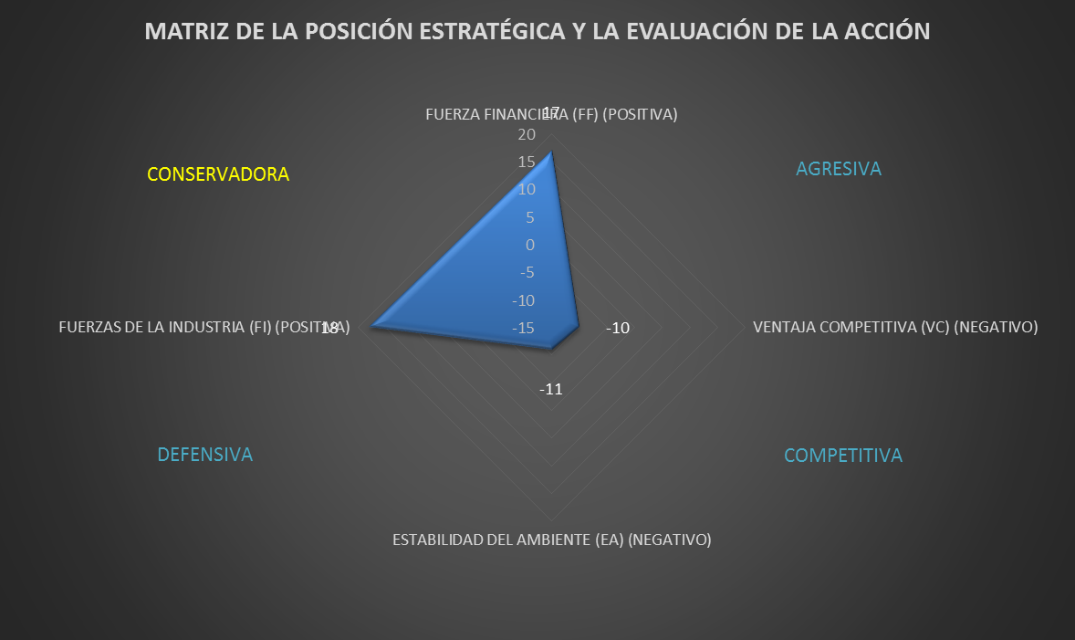 MATRIZ DE LA POSICIÓN ESTRATÉGICA Y LA EVALUACIÓN DE LA ACCIÓN
17
FUERZA FINANCIERA (FF) (POSITIVA)
20
CONSERVADORA
15
AGRESIVA
10
5
0
-5
-10
FUERZAS DE LA INDUSTRIA (FI) (POSITIVA)
18
-15
-10
VENTAJA COMPETITIVA (VC) (NEGATIVO)
-11
DEFENSIVA
COMPETITIVA
ESTABILIDAD DEL AMBIENTE (EA) (NEGATIVO)